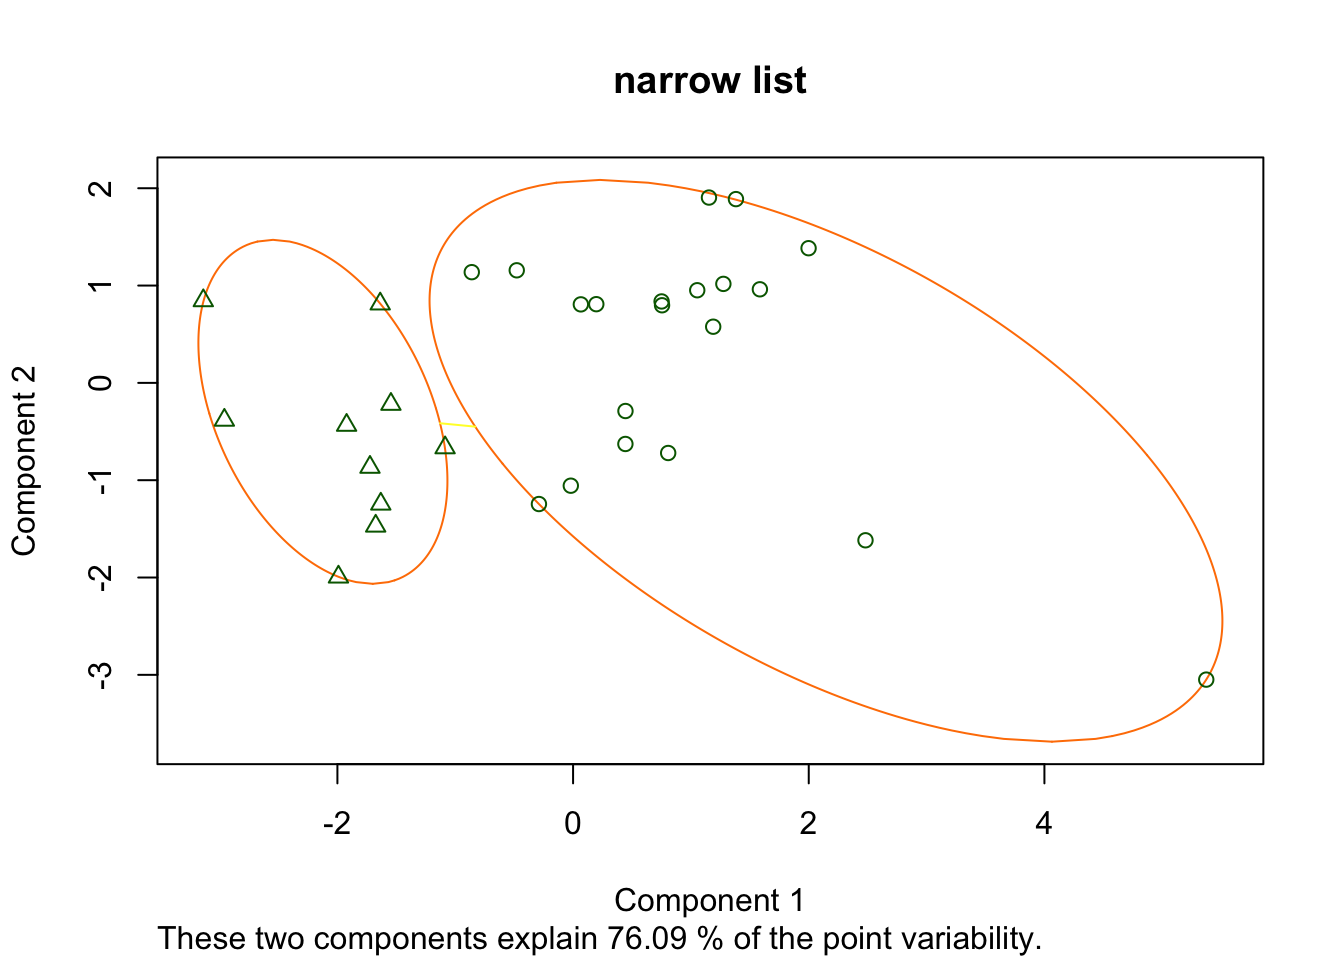 narrow list
Component 2
2
1
0
-1
-2
-3
-2 0 2 4
Component 1
These two components explain 76.09 % of the point variability.